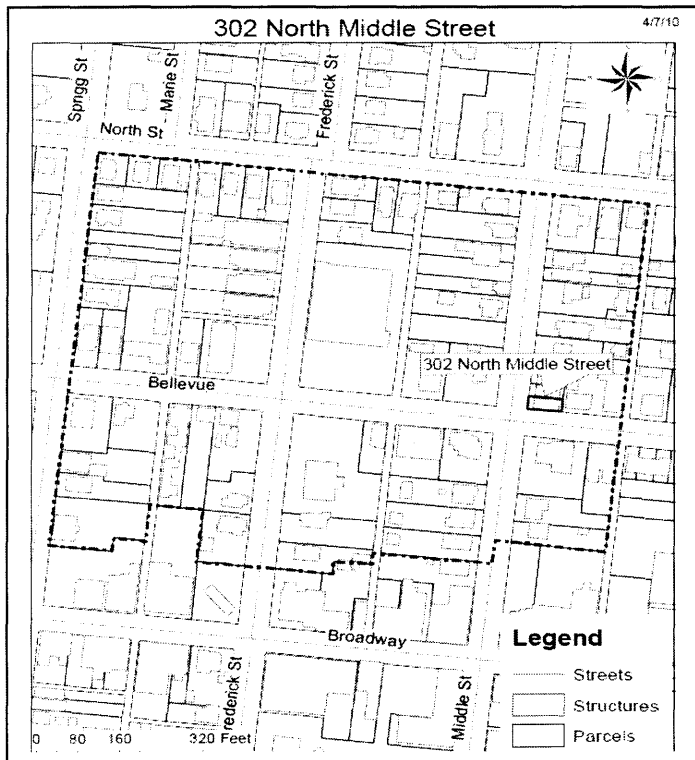 302 North Middle Street
4/7/10
Sprigg St
Marie St
Frederick St
North St
302 North Middle Street
Bellevue
Broadway
rederick St
Middle St
Legend
Streets
Structures
Parcels
0 80 160 320 Feet